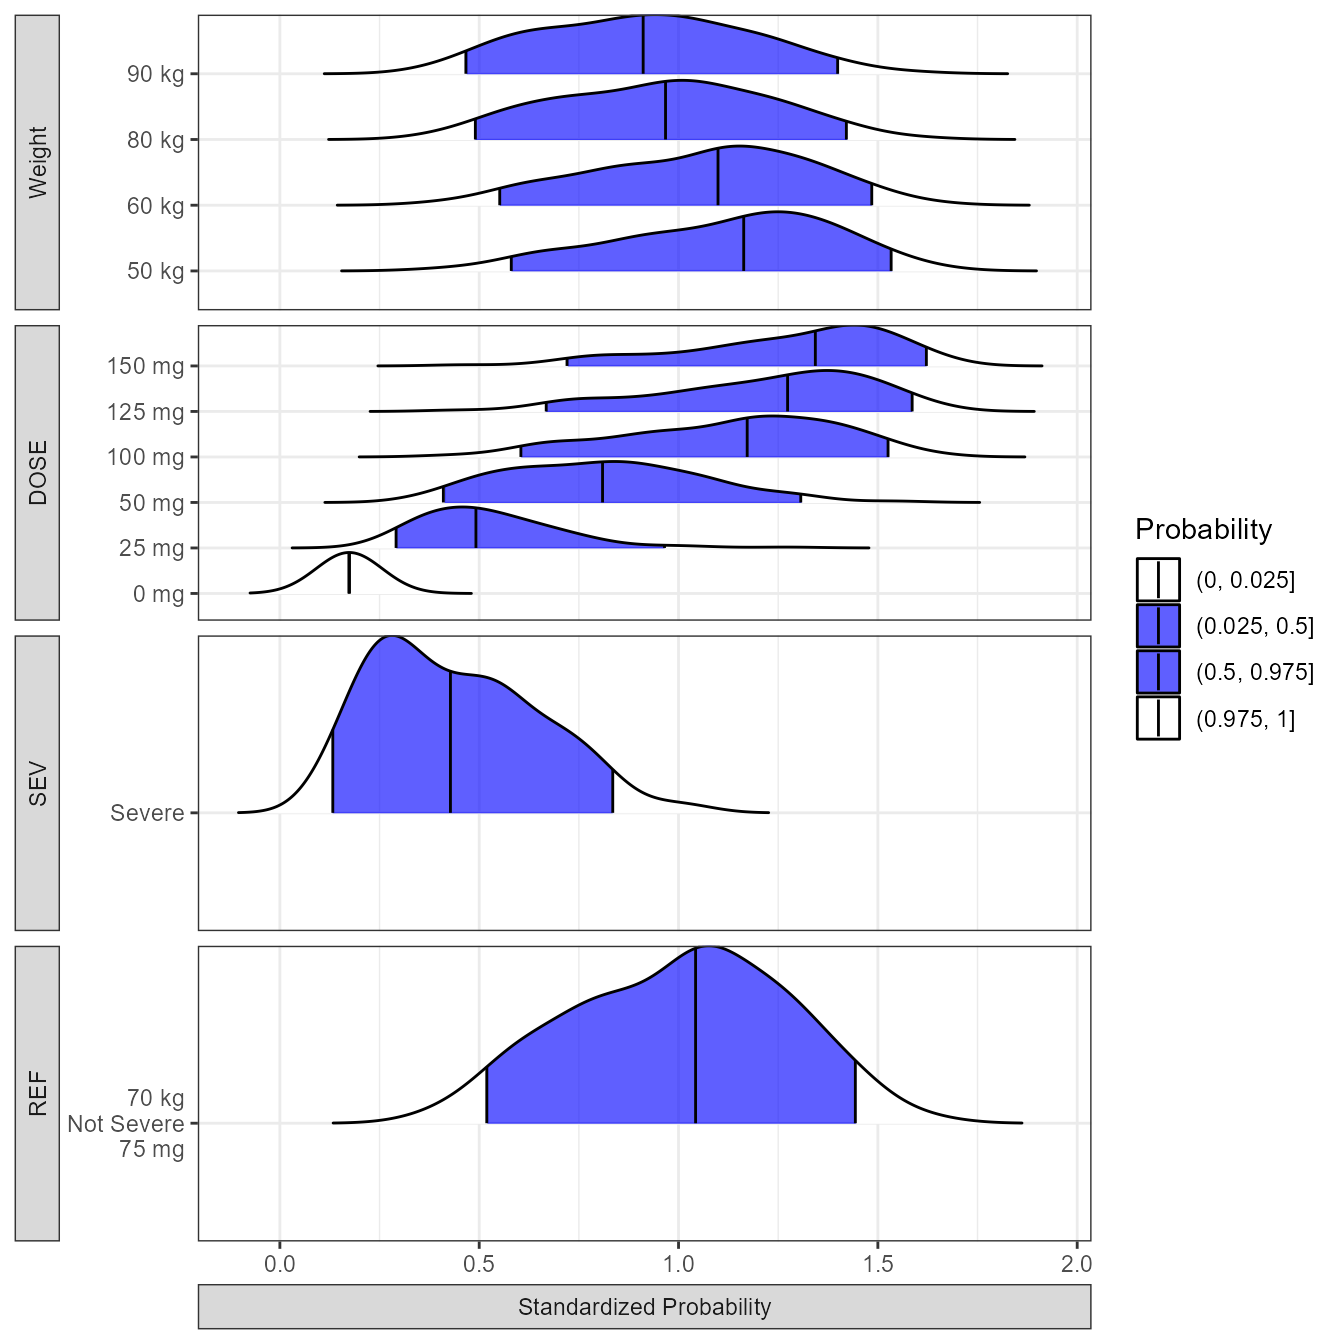 Weight
90 kg
80 kg
60 kg
50 kg
DOSE
150 mg
125 mg
100 mg
50 mg
25 mg
0 mg
SEV
Severe
REF
70 kg
Not Severe
75 mg
0.0 0.5 1.0 1.5 2.0
Standardized Probability
Probability
(0, 0.025]
(0.025, 0.5]
(0.5, 0.975]
(0.975, 1]